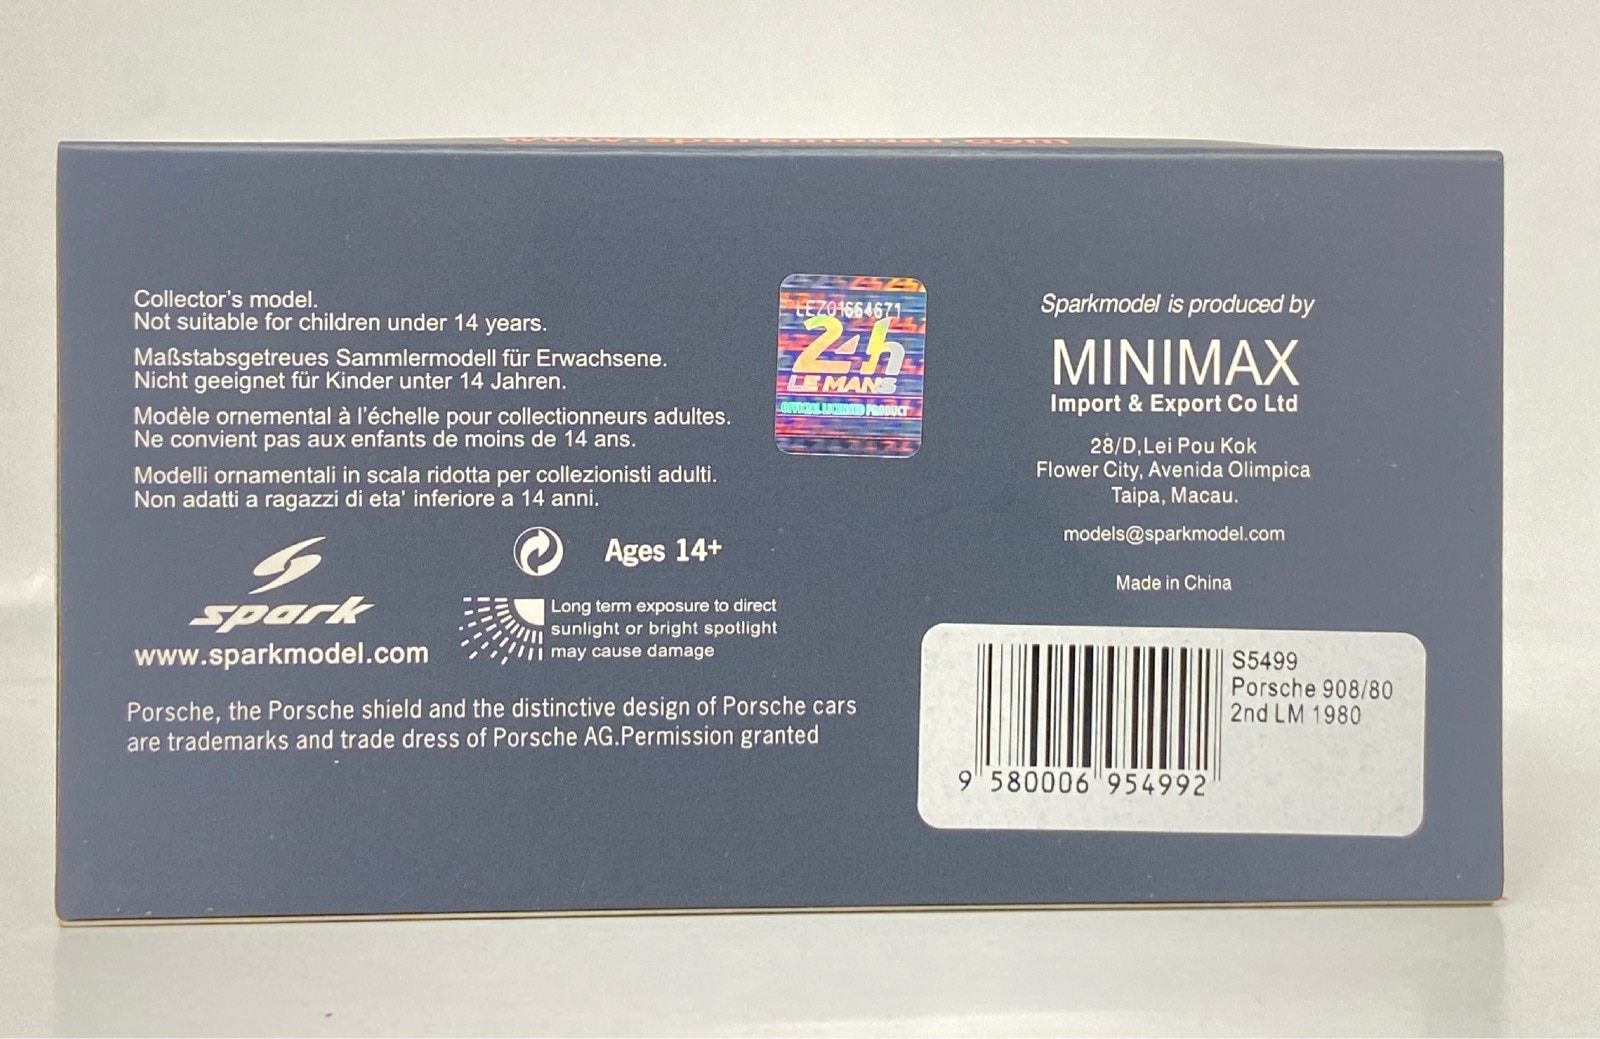 www.sparkmodel.com
Collector's model.
Not suitable for children under 14 years.
Maßstabsgetreues Sammlermodell für Erwachsene.
Nicht geeignet für Kinder unter 14 Jahren.
Modèle ornemental à l'échelle pour collectionneurs adultes.
Ne convient pas aux enfants de moins de 14 ans.
Modelli ornamentali in scala ridotta per collezionisti adulti.
Non adatti a ragazzi di eta' inferiore a 14 anni.
Ages 14+
spark
www.sparkmodel.com
Long term exposure to direct
sunlight or bright spotlight
may cause damage
Porsche, the Porsche shield and the distinctive design of Porsche cars
are trademarks and trade dress of Porsche AG.Permission granted
LEZ01664671
24h
LE MANS
OFFICIAL LICENSED PRODUCT
Sparkmodel is produced by
MINIMAX
Import & Export Co Ltd
28/D,Lei Pou Kok
Flower City, Avenida Olimpica
Taipa, Macau.
models@sparkmodel.com
Made in China
S5499
Porsche 908/80
2nd LM 1980
9 580006 954992